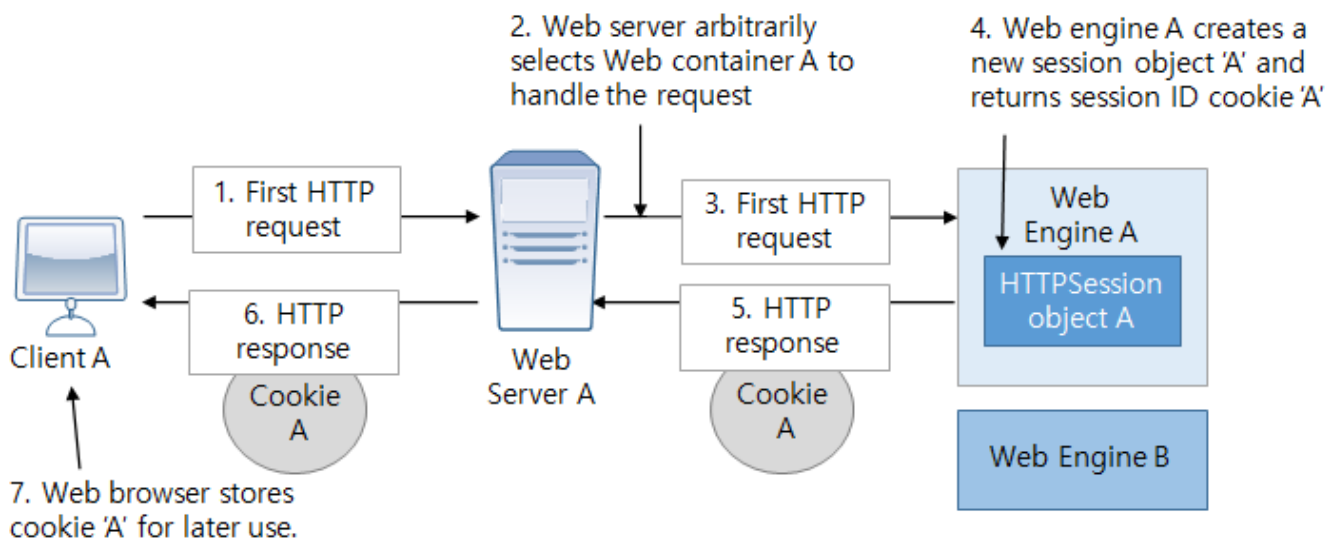 2. Web server arbitrarily
selects Web container A to
handle the request
4. Web engine A creates a
new session object ‘A’ and
returns session ID cookie ‘A’
1. First HTTP
request
3. First HTTP
request
Web
Engine A
HTTPSession
object A
6. HTTP
response
5. HTTP
response
Client A
Web
Server A
Cookie
A
Cookie
A
Web Engine B
7. Web browser stores
cookie ‘A’ for later use.